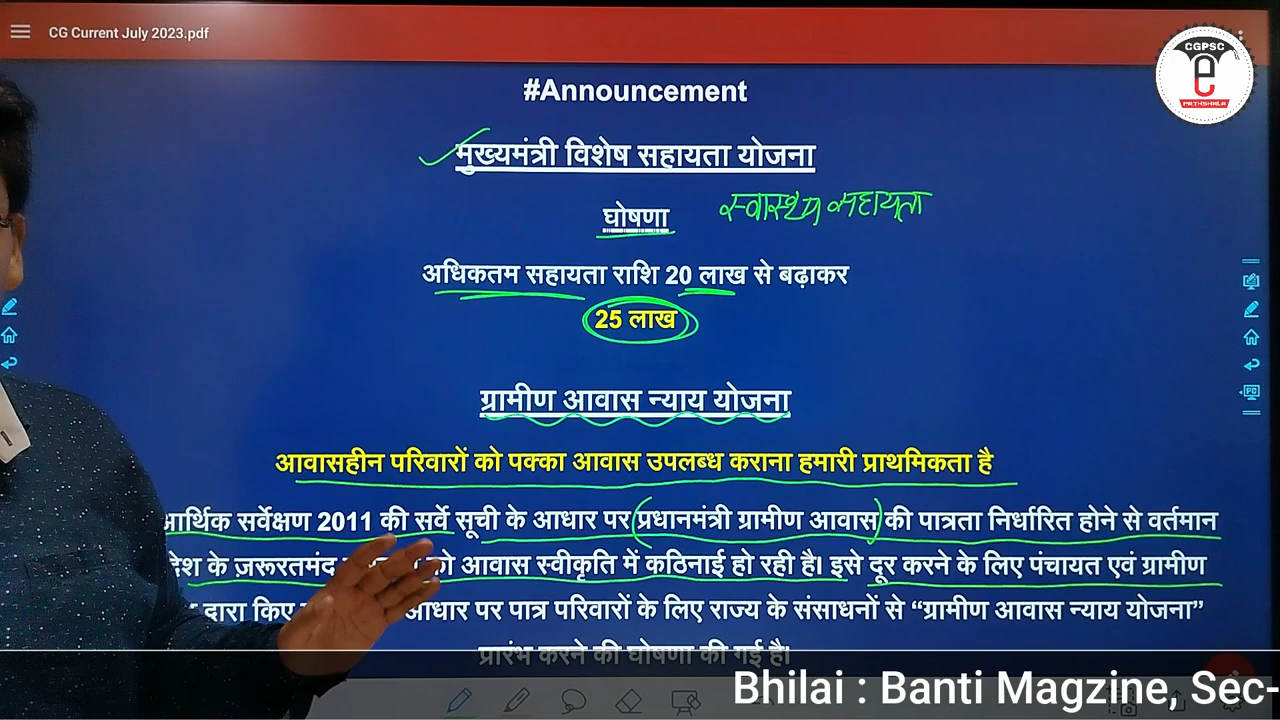 CG Current July 2023.pdf
CGPSC
e
PATHSHALA
#Announcement
मुख्यमंत्री विशेष सहायता योजना
घोषणा
स्वास्थ्य सहायता
अधिकतम सहायता राशि 20 लाख से बढ़ाकर
25 लाख
ग्रामीण आवास न्याय योजना
आवासहीन परिवारों को पक्का आवास उपलब्ध कराना हमारी प्राथमिकता है
आर्थिक सर्वेक्षण 2011 की सर्वे सूची के आधार पर (प्रधानमंत्री ग्रामीण आवास) की पात्रता निर्धारित होने से वर्तमान
के ज़रूरतमंद को आवास स्वीकृति में कठिनाई हो रही है। इसे दूर करने के लिए पंचायत एवं ग्रामीण
द्वारा किए आधार पर पात्र परिवारों के लिए राज्य के संसाधनों से “ग्रामीण आवास न्याय योजना”
प्रारंभ करने की घोषणा की गई है।
PC
Bhilai : Banti Magzine, Sec-